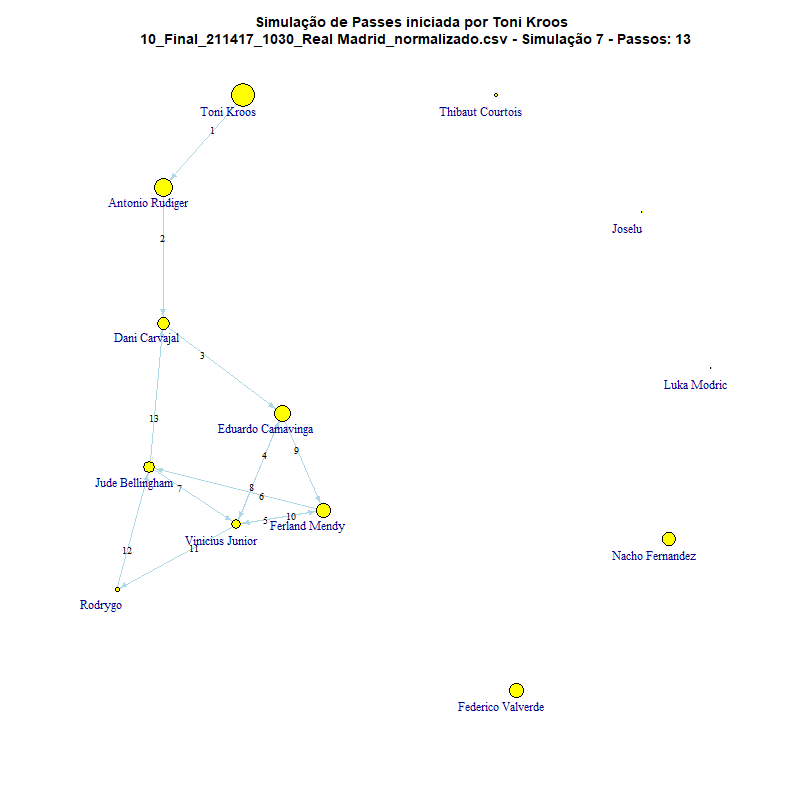 Simulação de Passes iniciada por Toni Kroos
10_Final_211417_1030_Real Madrid_normalizado.csv - Simulação 7 - Passos: 13
Toni Kroos
Thibaut Courtois
1
Antonio Rudiger
Joselu
2
Dani Carvajal
3
Luka Modric
13
Eduardo Camavinga
4
9
Jude Bellingham
7
8
6
5
10
Ferland Mendy
Vinicius Junior
11
12
Nacho Fernandez
Rodrygo
Federico Valverde